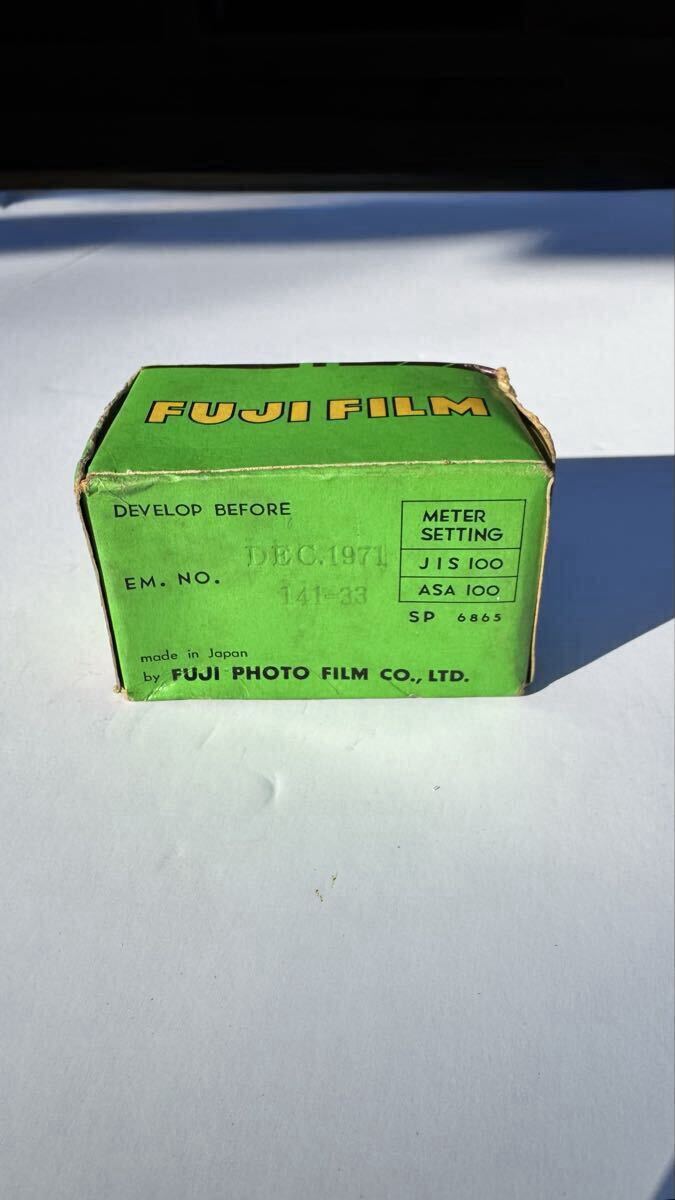 FUJI FILM
DEVELOP BEFORE
DEC.1971
EM. NO.
141-33
METER
SETTING
JIS 100
ASA 100
SP 6865
made in Japan
by FUJI PHOTO FILM CO., LTD.